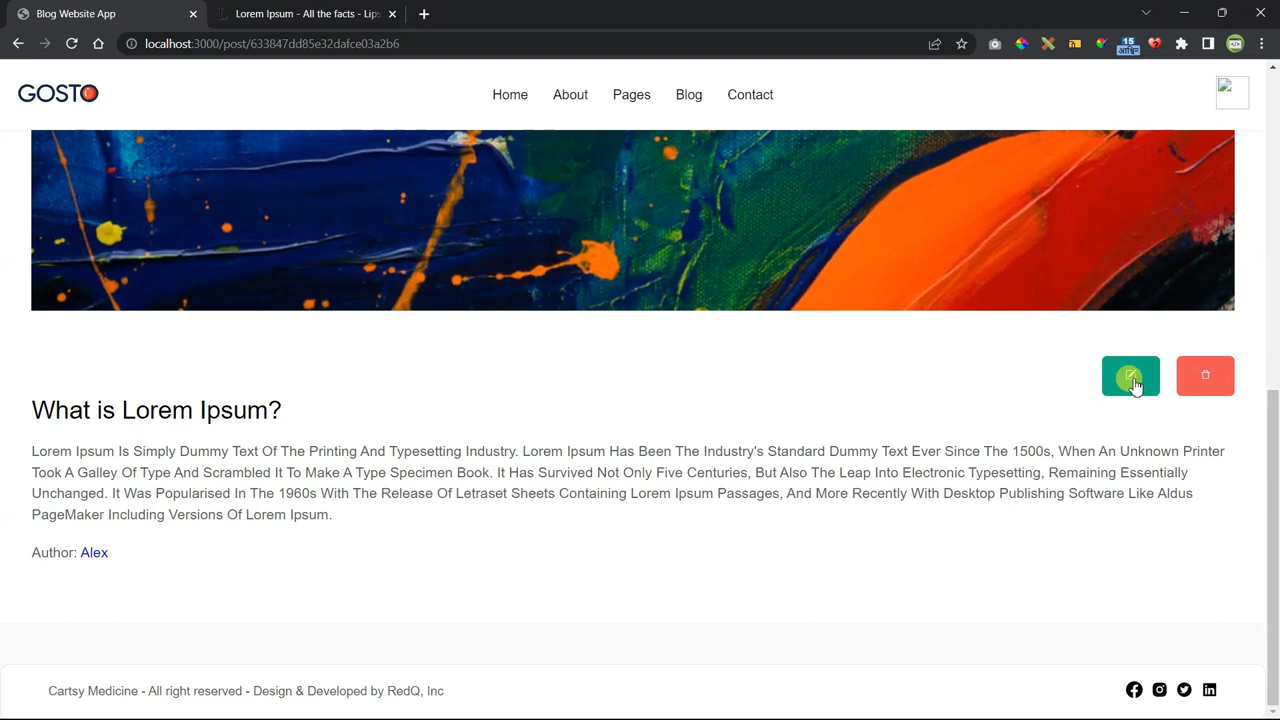 Blog Website App
Lorem Ipsum - All the facts - Lips
localhost:3000/post/633847dd85e32dafce03a2b6
15
GOSTO
Home About Pages Blog Contact
What is Lorem Ipsum?
Lorem Ipsum Is Simply Dummy Text Of The Printing And Typesetting Industry. Lorem Ipsum Has Been The Industry's Standard Dummy Text Ever Since The 1500s, When An Unknown Printer
Took A Galley Of Type And Scrambled It To Make A Type Specimen Book. It Has Survived Not Only Five Centuries, But Also The Leap Into Electronic Typesetting, Remaining Essentially
Unchanged. It Was Popularised In The 1960s With The Release Of Letraset Sheets Containing Lorem Ipsum Passages, And More Recently With Desktop Publishing Software Like Aldus
PageMaker Including Versions Of Lorem Ipsum.
Author: Alex
Cartsy Medicine - All right reserved - Design & Developed by RedQ, Inc